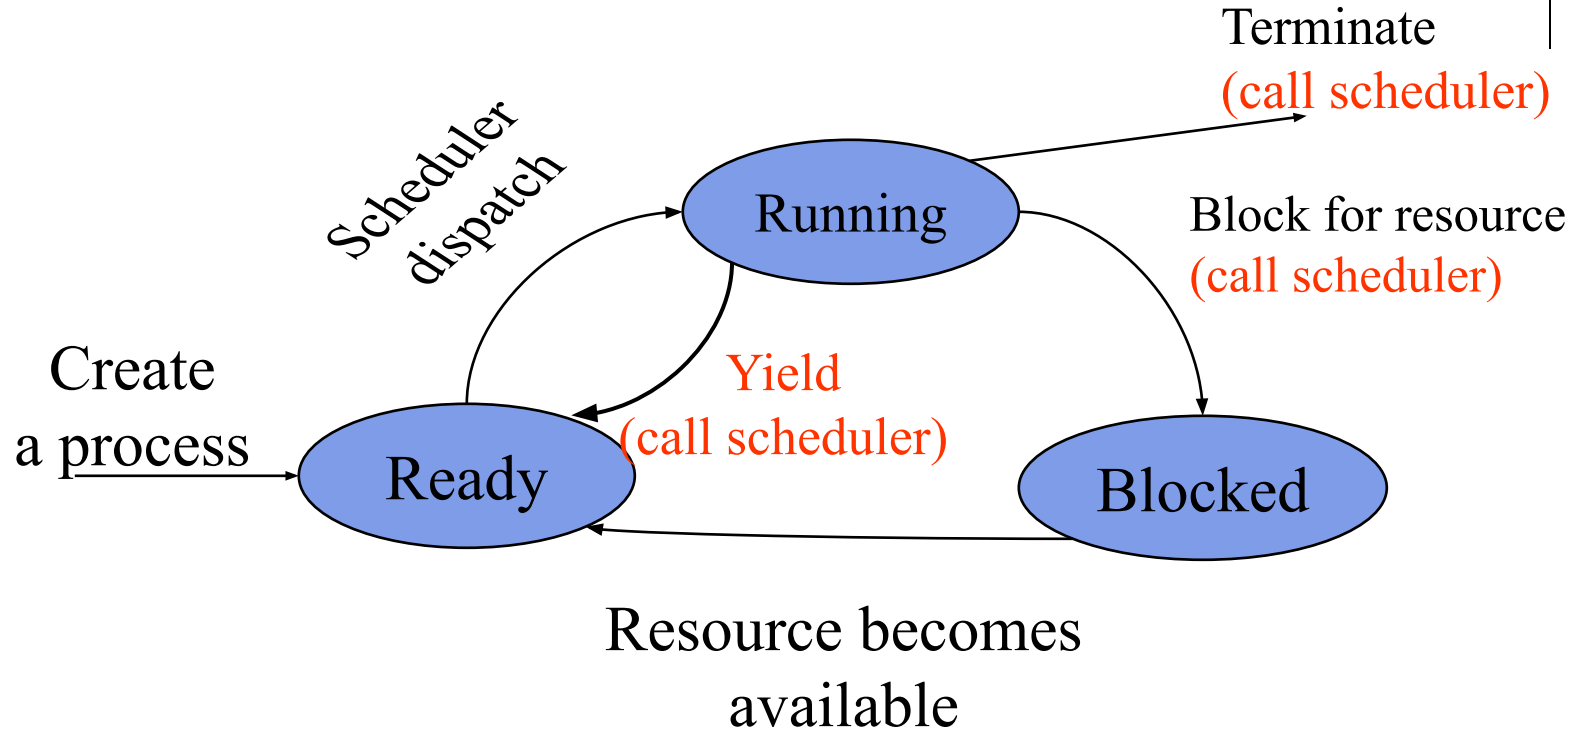 Terminate
(call scheduler)
Scheduler
dispatch
Running
Block for resource
(call scheduler)
Create
a process
Yield
(call scheduler)
Ready
Blocked
Resource becomes
available